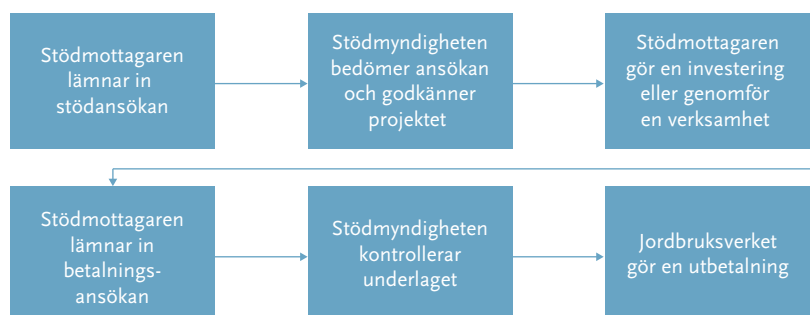 Stödmottagaren
lämnar in
stödansökan
Stödmyndigheten
bedömer ansökan
och godkänner
projektet
Stödmottagaren
gör en investering
eller genomför
en verksamhet
Stödmottagaren
lämnar in
betalnings-
ansökan
Stödmyndigheten
kontrollerar
underlaget
Jordbruksverket
gör en utbetalning